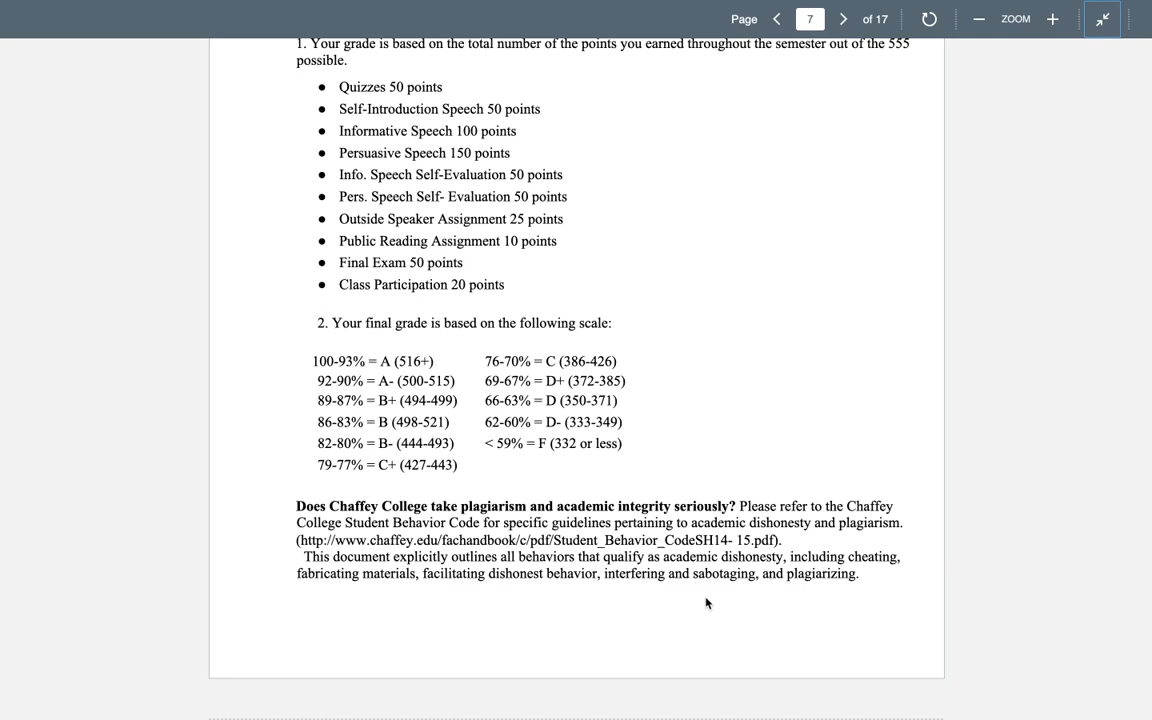 Page 7 of 17 ZOOM
1. Your grade is based on the total number of the points you earned throughout the semester out of the 555
possible.
● Quizzes 50 points
● Self-Introduction Speech 50 points
● Informative Speech 100 points
● Persuasive Speech 150 points
● Info. Speech Self-Evaluation 50 points
● Pers. Speech Self- Evaluation 50 points
● Outside Speaker Assignment 25 points
● Public Reading Assignment 10 points
● Final Exam 50 points
● Class Participation 20 points
2. Your final grade is based on the following scale:
100-93% = A (516+) 76-70% = C (386-426)
92-90% = A- (500-515) 69-67% = D+ (372-385)
89-87% = B+ (494-499) 66-63% = D (350-371)
86-83% = B (498-521) 62-60% = D- (333-349)
82-80% = B- (444-493) < 59% = F (332 or less)
79-77% = C+ (427-443)
Does Chaffey College take plagiarism and academic integrity seriously? Please refer to the Chaffey
College Student Behavior Code for specific guidelines pertaining to academic dishonesty and plagiarism.
(http://www.chaffey.edu/fachandbook/c/pdf/Student_Behavior_CodeSH14- 15.pdf).
This document explicitly outlines all behaviors that qualify as academic dishonesty, including cheating,
fabricating materials, facilitating dishonest behavior, interfering and sabotaging, and plagiarizing.